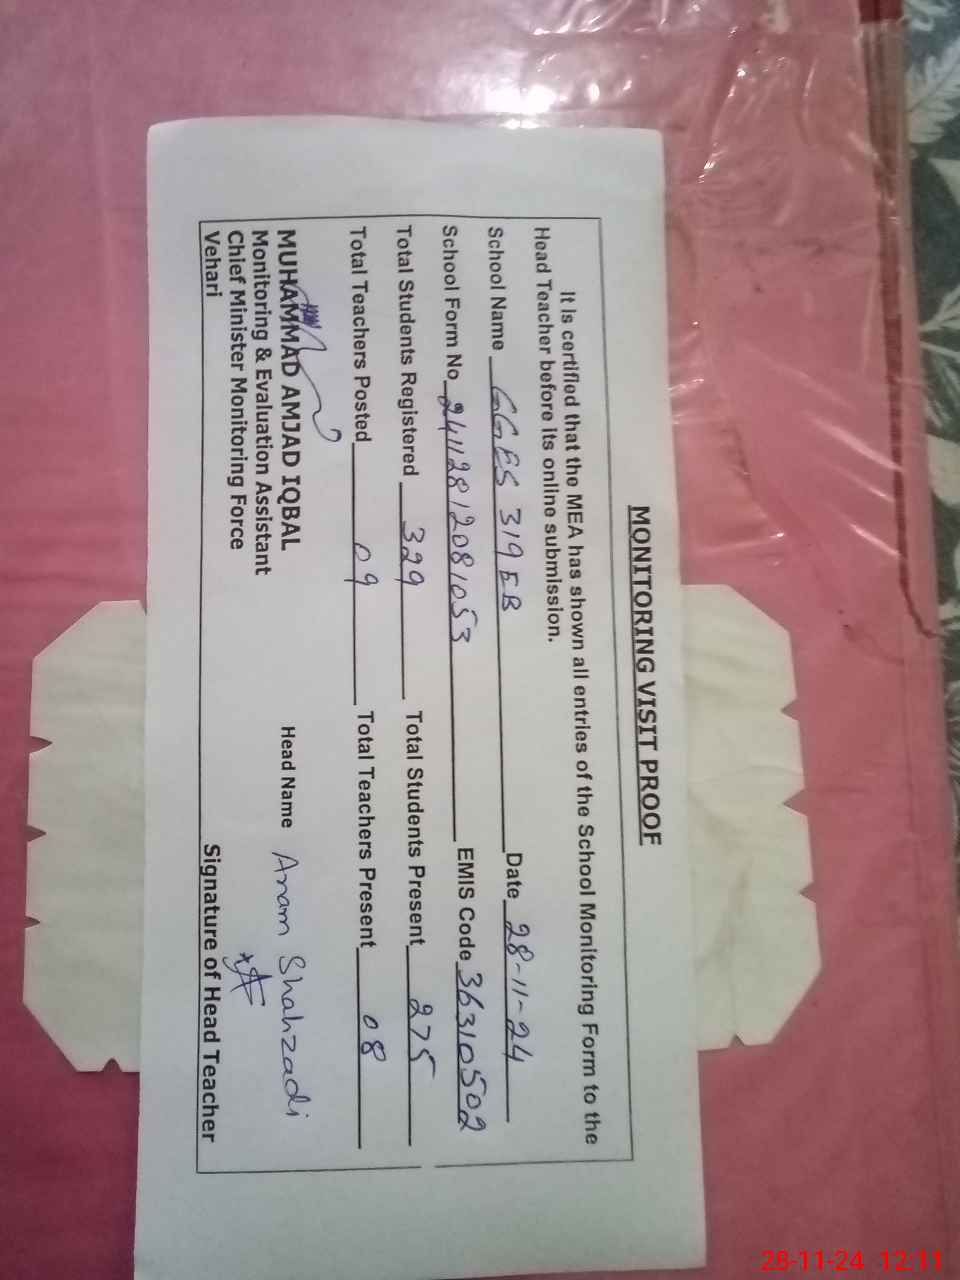 MONITORING VISIT PROOF
It is certified that the MEA has shown all entries of the School Monitoring Form to the
Head Teacher before its online submission.
School Name GGES 319 EB Date 28-11-24
School Form No 24112812081053 EMIS Code 36310502
Total Students Registered 329 Total Students Present 275
Total Teachers Posted 09 Total Teachers Present 08
MUHAMMAD AMJAD IQBAL Head Name Anam Shahzadi
Monitoring & Evaluation Assistant
Chief Minister Monitoring Force
Vehari Signature of Head Teacher
28-11-24 12:11